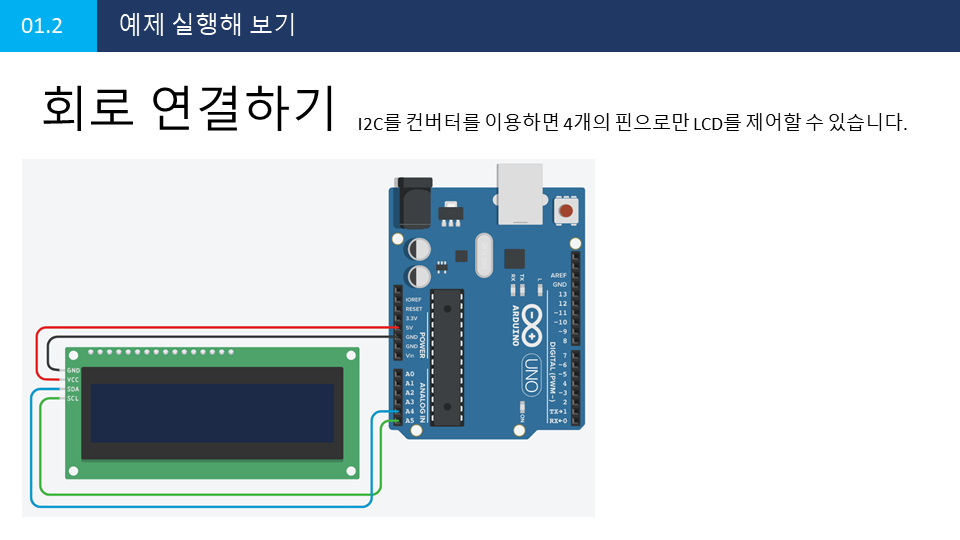 01.2
예제 실행해 보기
회로 연결하기
I2C를 컨버터를 이용하면 4개의 핀으로만 LCD를 제어할 수 있습니다.
GND
VCC
SDA
SCL
IOREF
RESET
3.3V
5V
GND
GND
Vin
POWER
A0
A1
A2
A3
A4
A5
ANALOG IN
RX
TX
L
ARDUINO
UNO
ON
AREF
GND
13
12
~11
~10
~9
8
7
~6
~5
4
~3
2
TX→1
RX←0
DIGITAL (PWM~)